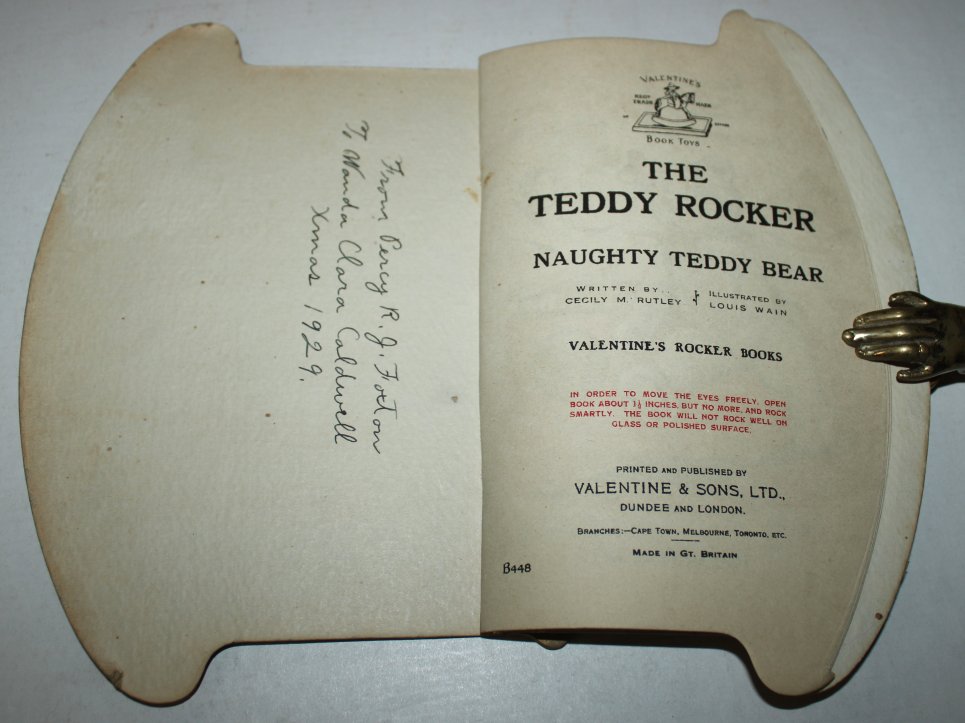 From Percy R. J. Foxton
To Wanda Clara Caldwell
Xmas 1929.
VALENTINE'S
REGD TRADE MARK
BOOK TOYS
THE
TEDDY ROCKER
NAUGHTY TEDDY BEAR
WRITTEN BY
CECILY M. RUTLEY
ILLUSTRATED BY
LOUIS WAIN
VALENTINE'S ROCKER BOOKS
IN ORDER TO MOVE THE EYES FREELY, OPEN
BOOK ABOUT 1½ INCHES, BUT NO MORE, AND ROCK
SMARTLY. THE BOOK WILL NOT ROCK WELL ON
GLASS OR POLISHED SURFACE.
PRINTED AND PUBLISHED BY
VALENTINE & SONS, LTD.,
DUNDEE AND LONDON.
BRANCHES:—CAPE TOWN, MELBOURNE, TORONTO, ETC.
MADE IN GT. BRITAIN
B448